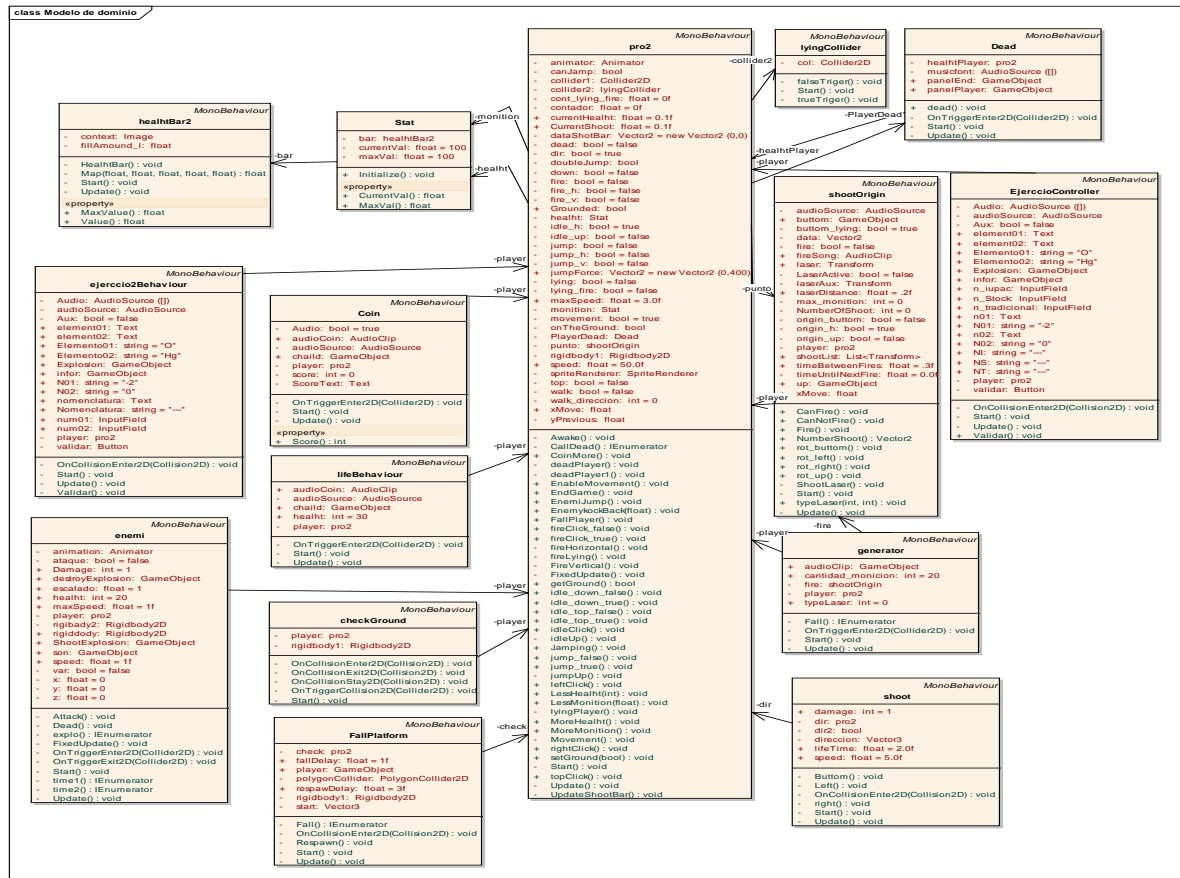 class Modelo de dominio
MonoBehaviour
healhtBar2
- context: Image
- fillAmound_I: float
- HealhtBar() : void
- Map(float, float, float, float, float) : float
- Start() : void
- Update() : void
«property»
+ MaxValue() : float
+ Value() : float
-bar
Stat
- bar: healhtBar2
- currentVal: float = 100
- maxVal: float = 100
+ Initialize() : void
«property»
+ CurrentVal() : float
+ MaxVal() : float
-monition
-healht
MonoBehaviour
pro2
- animator: Animator
- canJamp: bool
- collider1: Collider2D
- collider2: lyingCollider
- cont_lying_fire: float = 0f
- contador: float = 0f
+ currentHealht: float = 0.1f
+ CurrentShoot: float = 0.1f
- dataShotBar: Vector2 = new Vector2 (0,0)
- dead: bool = false
- dir: bool = true
- doubleJump: bool
- down: bool = false
- fire: bool = false
- fire_h: bool = false
- fire_v: bool = false
+ Grounded: bool
- healht: Stat
- idle_h: bool = true
- idle_up: bool = false
- jump: bool = false
- jump_h: bool = false
- jump_v: bool = false
+ jumpForce: Vector2 = new Vector2 (0,400)
- lying: bool = false
- lying_fire: bool = false
+ maxSpeed: float = 3.0f
- monition: Stat
- movement: bool = true
- onTheGround: bool
- PlayerDead: Dead
- punto: shootOrigin
- rigidbody1: Rigidbody2D
+ speed: float = 50.0f
- spriteRenderer: SpriteRenderer
- top: bool = false
- walk: bool = false
- walk_direccion: int = 0
+ xMove: float
- yPrevious: float
- Awake() : void
- CallDead() : IEnumerator
+ CoinMore() : void
- deadPlayer() : void
- deadPlayer1() : void
+ EnableMovement() : void
+ EndGame() : void
+ EnemiJump() : void
+ EnemykockBack(float) : void
+ FallPlayer() : void
+ fireClick_false() : void
+ fireClick_true() : void
- fireHorizontal() : void
- fireLying() : void
- FireVertical() : void
- FixedUpdate() : void
+ getGround() : bool
+ idle_down_false() : void
+ idle_down_true() : void
+ idle_top_false() : void
+ idle_top_true() : void
+ idleClick() : void
- idleUp() : void
+ Jamping() : void
+ jump_false() : void
+ jump_true() : void
- jumpUp() : void
+ leftClick() : void
+ LessHealht(int) : void
+ LessMonition(float) : void
- lyingPlayer() : void
+ MoreHealht() : void
+ MoreMonition() : void
- Movement() : void
+ rightClick() : void
+ setGround(bool) : void
- Start() : void
+ topClick() : void
- Update() : void
- UpdateShootBar() : void
-collider2
MonoBehaviour
lyingCollider
- col: Collider2D
+ falseTriger() : void
- Start() : void
+ trueTriger() : void
MonoBehaviour
Dead
- healhtPlayer: pro2
- musicfont: AudioSource ([])
+ panelEnd: GameObject
+ panelPlayer: GameObject
+ dead() : void
- OnTriggerEnter2D(Collider2D) : void
- Start() : void
- Update() : void
-PlayerDead
-healhtPlayer
-player
MonoBehaviour
shootOrigin
- audioSource: AudioSource
+ buttom: GameObject
- buttom_lying: bool = true
- data: Vector2
- fire: bool = false
+ fireSong: AudioClip
+ laser: Transform
- LaserActive: bool = false
- laserAux: Transform
+ laserDistance: float = .2f
- max_monition: int = 0
- NumberOfShoot: int = 0
- origin_buttom: bool = false
- origin_h: bool = true
- origin_up: bool = false
- player: pro2
+ shootList: List<Transform>
+ timeBetweenFires: float = .3f
- timeUntilNextFire: float = 0.0f
+ up: GameObject
- xMove: float
+ CanFire() : void
+ CanNotFire() : void
+ Fire() : void
+ NumberShoot() : Vector2
+ rot_buttom() : void
+ rot_left() : void
+ rot_right() : void
+ rot_up() : void
- ShootLaser() : void
- Start() : void
+ typeLaser(int, int) : void
- Update() : void
-punto
MonoBehaviour
EjerccioController
- Audio: AudioSource ([])
- audioSource: AudioSource
- Aux: bool = false
+ element01: Text
+ element02: Text
+ Elemento01: string = "O"
+ Elemento02: string = "Hg"
+ Explosion: GameObject
+ infor: GameObject
+ n_iupac: InputField
+ n_Stock: InputField
+ n_tradicional: InputField
+ n01: Text
+ N01: string = "-2"
+ n02: Text
+ N02: string = "0"
+ NI: string = "---"
+ NS: string = "---"
+ NT: string = "---"
- player: pro2
- validar: Button
- OnCollisionEnter2D(Collision2D) : void
- Start() : void
- Update() : void
+ Validar() : void
MonoBehaviour
ejerccio2Behaviour
- Audio: AudioSource ([])
- audioSource: AudioSource
- Aux: bool = false
+ element01: Text
+ element02: Text
+ Elemento01: string = "O"
+ Elemento02: string = "Hg"
+ Explosion: GameObject
+ infor: GameObject
+ N01: string = "-2"
+ N02: string = "0"
+ nomenclatura: Text
+ Nomenclatura: string = "---"
+ num01: InputField
+ num02: InputField
- player: pro2
- validar: Button
- OnCollisionEnter2D(Collision2D) : void
- Start() : void
- Update() : void
- Validar() : void
-player
MonoBehaviour
Coin
- Audio: bool = true
+ audioCoin: AudioClip
- audioSource: AudioSource
+ chaild: GameObject
- player: pro2
- score: int = 0
- ScoreText: Text
- OnTriggerEnter2D(Collider2D) : void
- Start() : void
- Update() : void
«property»
+ Score() : int
-player
MonoBehaviour
lifeBehaviour
+ audioCoin: AudioClip
- audioSource: AudioSource
+ chaild: GameObject
+ healht: int = 30
- player: pro2
- OnTriggerEnter2D(Collider2D) : void
- Start() : void
- Update() : void
-player
MonoBehaviour
enemi
- animation: Animator
- ataque: bool = false
+ Damage: int = 1
+ destroyExplosion: GameObject
+ escalado: float = 1
+ healht: int = 20
+ maxSpeed: float = 1f
- player: pro2
- rigibady2: Rigidbody2D
+ rigiddody: Rigidbody2D
+ ShootExplosion: GameObject
+ son: GameObject
+ speed: float = 1f
- var: bool = false
- x: float = 0
- y: float = 0
- z: float = 0
- Attack() : void
- Dead() : void
- explo() : IEnumerator
- FixedUpdate() : void
- OnTriggerEnter2D(Collider2D) : void
- OnTriggerExit2D(Collider2D) : void
- Start() : void
- time1() : IEnumerator
- time2() : IEnumerator
- Update() : void
-player
MonoBehaviour
checkGround
- player: pro2
- rigidbody1: Rigidbody2D
- OnCollisionEnter2D(Collision2D) : void
- OnCollisionExit2D(Collision2D) : void
- OnCollisionStay2D(Collision2D) : void
- OnTriggerCollision2D(Collider2D) : void
- Start() : void
-player
MonoBehaviour
FallPlatform
- check: pro2
+ fallDelay: float = 1f
+ player: GameObject
- polygonCollider: PolygonCollider2D
+ respawDelay: float = 3f
- rigidbody1: Rigidbody2D
- start: Vector3
- Fall() : IEnumerator
- OnCollisionEnter2D(Collision2D) : void
- Respawn() : void
- Start() : void
- Update() : void
-check
-player
-fire
-player
MonoBehaviour
generator
+ audioClip: GameObject
+ cantidad_monicion: int = 20
- fire: shootOrigin
- player: pro2
+ typeLaser: int = 0
- Fall() : IEnumerator
- OnTriggerEnter2D(Collider2D) : void
- Start() : void
- Update() : void
-dir
MonoBehaviour
shoot
+ damage: int = 1
- dir: pro2
- dir2: bool
- direccion: Vector3
+ lifeTime: float = 2.0f
+ speed: float = 5.0f
- Buttom() : void
- Left() : void
- OnCollisionEnter2D(Collision2D) : void
- right() : void
- Start() : void
- Update() : void